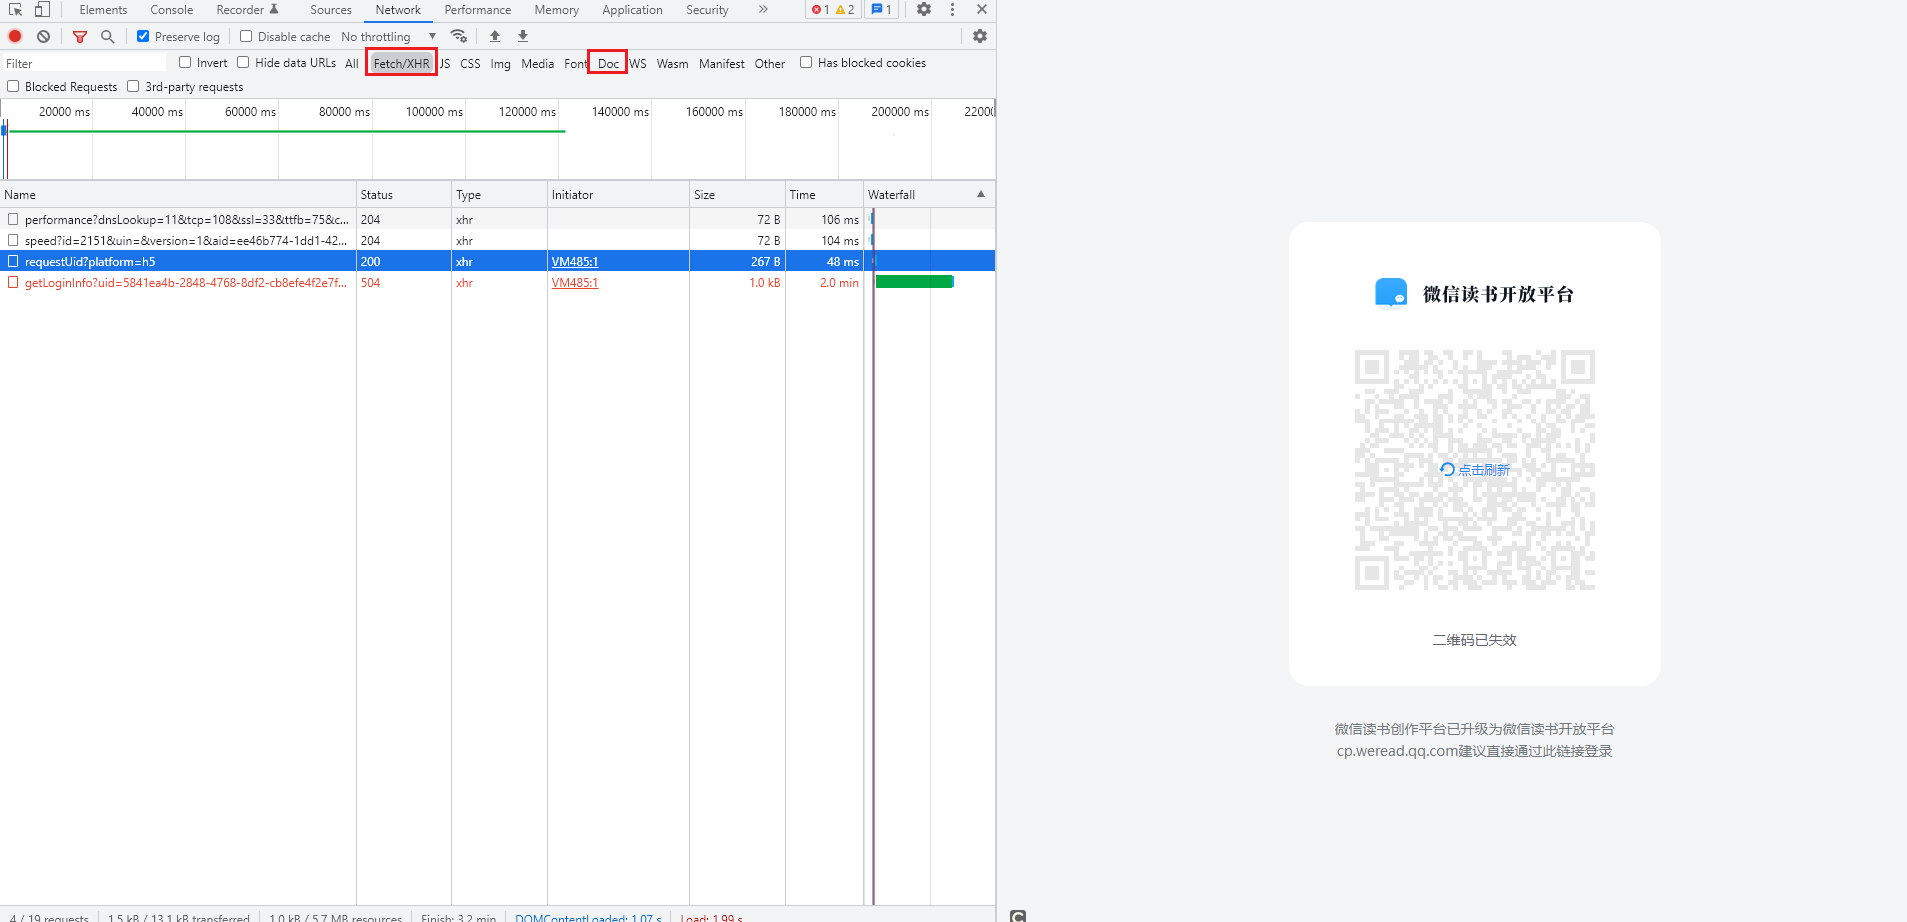 Elements Console Recorder Sources Network Performance Memory Application Security » 1 2 1
Preserve log Disable cache No throttling
Filter Invert Hide data URLs All Fetch/XHR JS CSS Img Media Font Doc WS Wasm Manifest Other Has blocked cookies
Blocked Requests 3rd-party requests
20000 ms 40000 ms 60000 ms 80000 ms 100000 ms 120000 ms 140000 ms 160000 ms 180000 ms 200000 ms 22000
Name Status Type Initiator Size Time Waterfall
performance?dnsLookup=11&tcp=108&ssl=33&ttfb=75&c... 204 xhr 72 B 106 ms
speed?id=2151&uin=&version=1&aid=ee46b774-1dd1-42... 204 xhr 72 B 104 ms
requestUid?platform=h5 200 xhr VM485:1 267 B 48 ms
getLoginInfo?uid=5841ea4b-2848-4768-8df2-cb8efe4f2e7f... 504 xhr VM485:1 1.0 kB 2.0 min
4 / 19 requests 1.5 kB / 13.1 kB transferred 1.0 kB / 5.7 MB resources Finish: 3.2 min DOMContentLoaded: 1.07 s Load: 1.99 s
微信读书开放平台
点击刷新
二维码已失效
微信读书创作平台已升级为微信读书开放平台
cp.weread.qq.com建议直接通过此链接登录